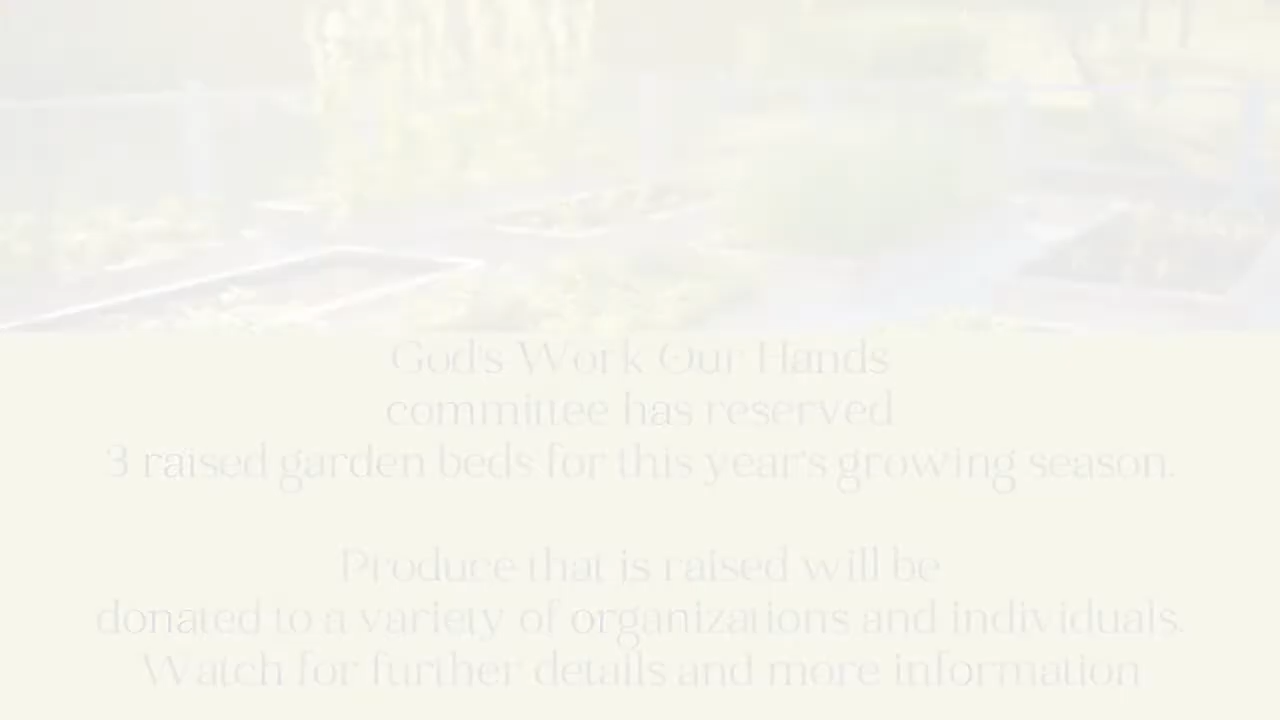 God's Work Our Hands
committee has reserved
3 raised garden beds for this year's growing season.
Produce that is raised will be
donated to a variety of organizations and individuals.
Watch for further details and more information